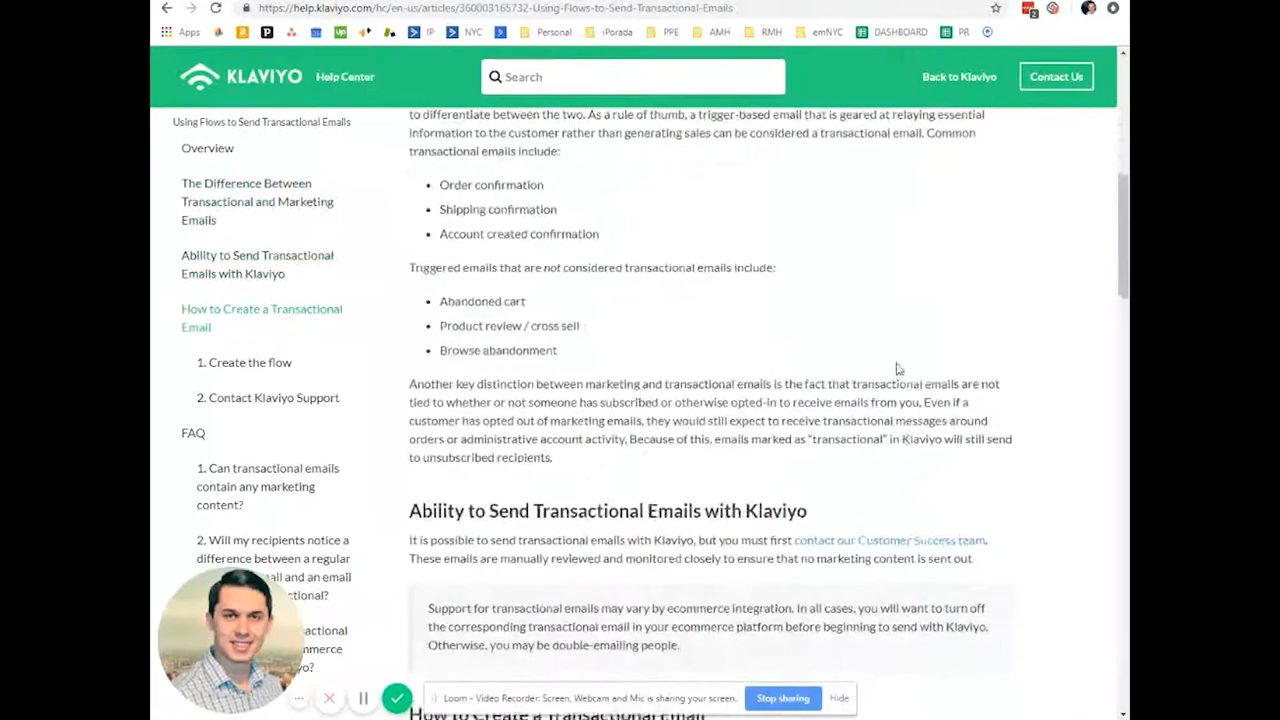 https://help.klaviyo.com/hc/en-us/articles/360003165732-Using-Flows-to-Send-Transactional-Emails
Apps
IP
NYC
Personal
iPorada
PPE
AMH
RMH
emNYC
DASHBOARD
PR
KLAVIYO
Help Center
Search
Back to Klaviyo
Contact Us
Using Flows to Send Transactional Emails
Overview
The Difference Between
Transactional and Marketing
Emails
Ability to Send Transactional
Emails with Klaviyo
How to Create a Transactional
Email
1. Create the flow
2. Contact Klaviyo Support
FAQ
1. Can transactional emails
contain any marketing
content?
2. Will my recipients notice a
difference between a regular
ail and an email
ctional?
nsactional
mmerce
yo?
to differentiate between the two. As a rule of thumb, a trigger-based email that is geared at relaying essential
information to the customer rather than generating sales can be considered a transactional email. Common
transactional emails include:
• Order confirmation
• Shipping confirmation
• Account created confirmation
Triggered emails that are not considered transactional emails include:
• Abandoned cart
• Product review / cross sell
• Browse abandonment
Another key distinction between marketing and transactional emails is the fact that transactional emails are not
tied to whether or not someone has subscribed or otherwise opted-in to receive emails from you. Even if a
customer has opted out of marketing emails, they would still expect to receive transactional messages around
orders or administrative account activity. Because of this, emails marked as "transactional" in Klaviyo will still send
to unsubscribed recipients.
Ability to Send Transactional Emails with Klaviyo
It is possible to send transactional emails with Klaviyo, but you must first contact our Customer Success team.
These emails are manually reviewed and monitored closely to ensure that no marketing content is sent out
Support for transactional emails may vary by ecommerce integration. In all cases, you will want to turn off
the corresponding transactional email in your ecommerce platform before beginning to send with Klaviyo.
Otherwise, you may be double-emailing people.
How to Create a Transactional Email
Loom - Video Recorder: Screen, Webcam and Mic is sharing your screen.
Stop sharing
Hide